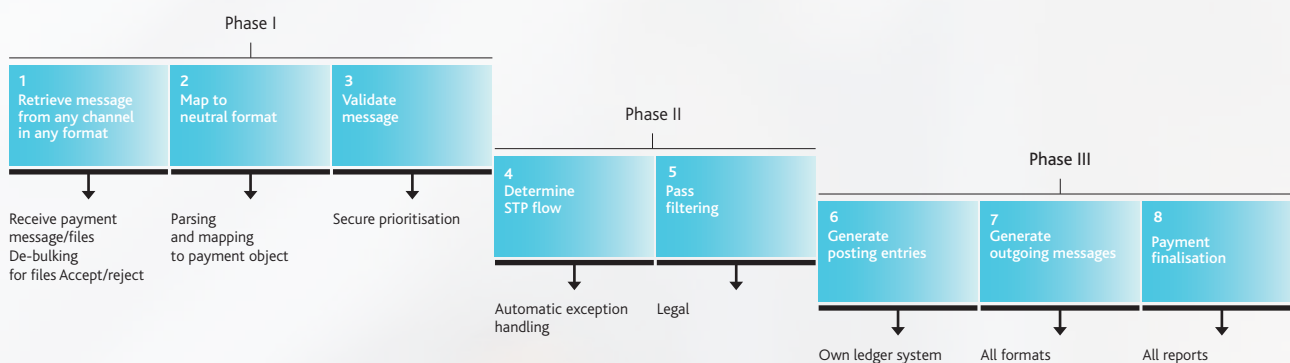 Phase I
1
Retrieve message
from any channel
in any format
2
Map to
neutral format
3
Validate
message
Receive payment
message/files
De-bulking
for files Accept/reject
Parsing
and mapping
to payment object
Secure prioritisation
Phase II
4
Determine
STP flow
5
Pass
filtering
Automatic exception
handling
Legal
Phase III
6
Generate
posting entries
7
Generate
outgoing messages
8
Payment
finalisation
Own ledger system
All formats
All reports